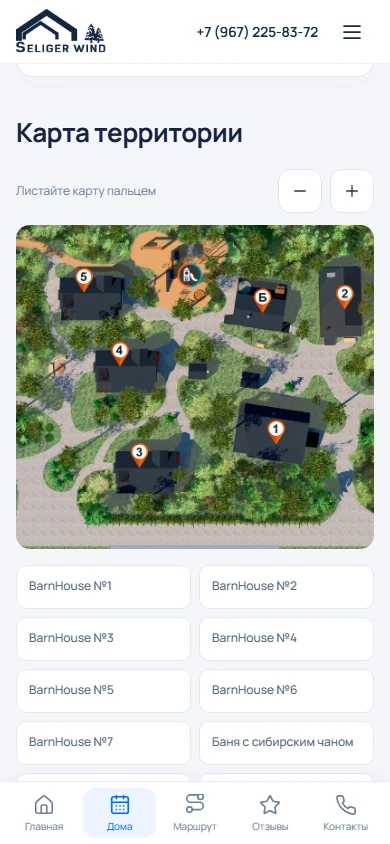 SELIGER WIND
+7 (967) 225-83-72
Карта территории
Листайте карту пальцем
5
Б
2
4
1
3
BarnHouse №1
BarnHouse №2
BarnHouse №3
BarnHouse №4
BarnHouse №5
BarnHouse №6
BarnHouse №7
Баня с сибирским чаном
Главная
Дома
Маршрут
Отзывы
Контакты